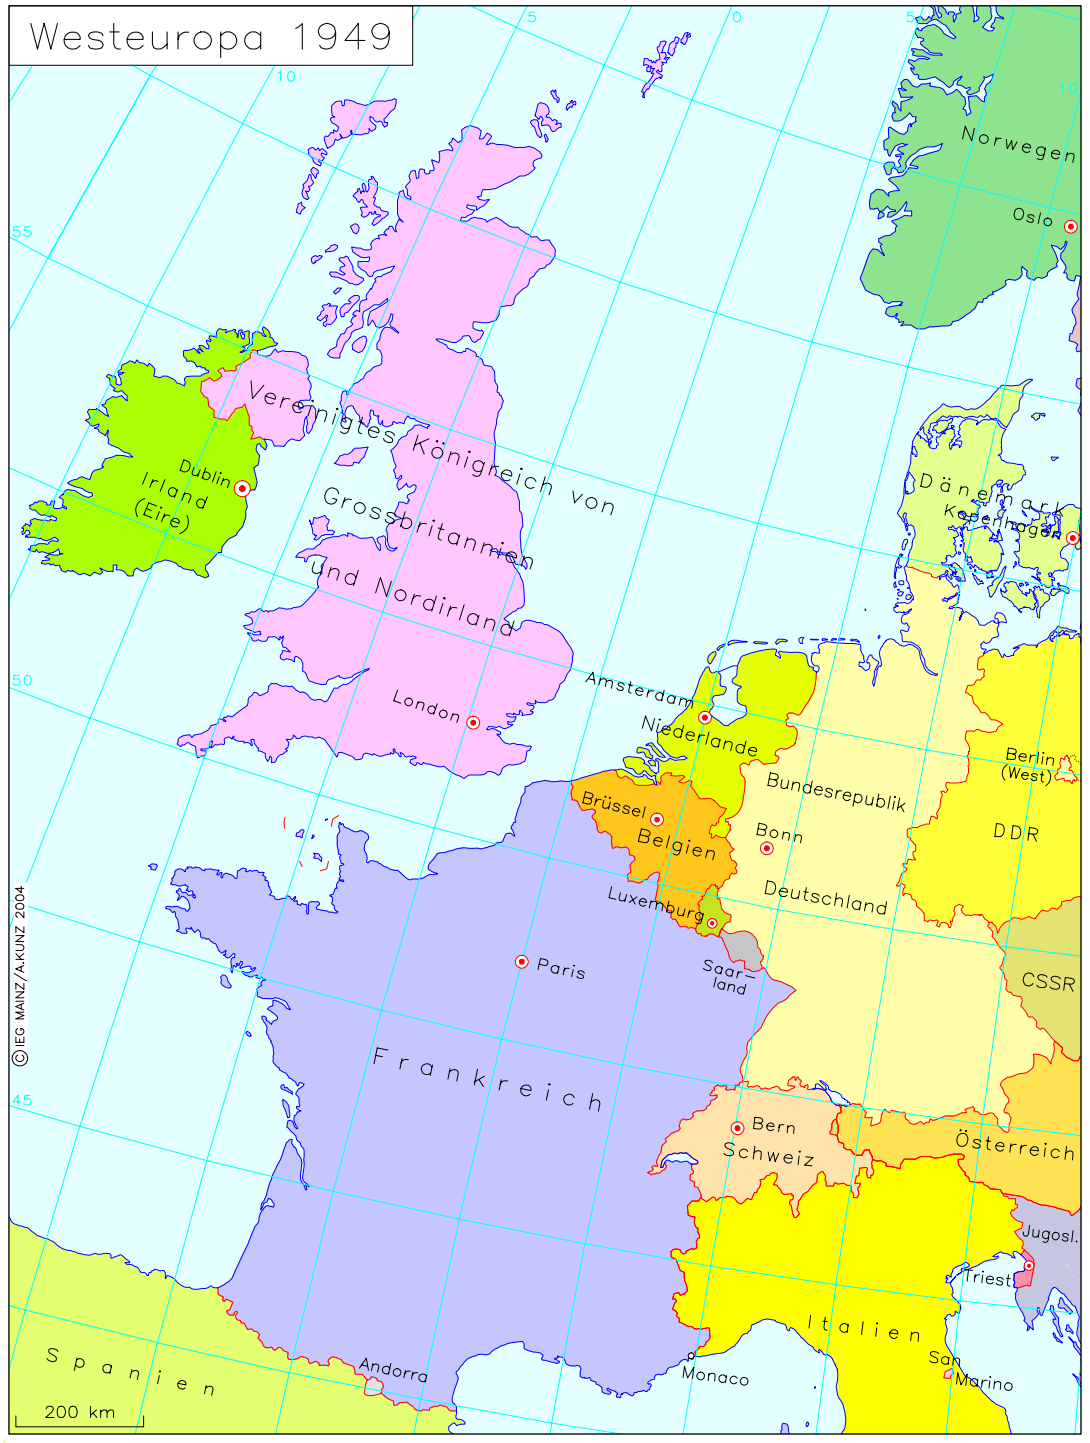 Westeuropa 1949
5
0
5
10
10
Norwegen
Oslo
55
Vereinigtes Königreich von
Grossbritannien
und Nordirland
Dublin
Irland
(Eire)
Dänemark
Kopenhagen
London
50
Amsterdam
Niederlande
Berlin
(West)
Bundesrepublik
Brüssel
Belgien
Bonn
DDR
Deutschland
Luxemburg
Saar-
land
Paris
CSSR
© IEG MAINZ/A.KUNZ 2004
Frankreich
45
Bern
Schweiz
Österreich
Jugosl.
Triest
Italien
San
Marino
Spanien
Andorra
Monaco
200 km